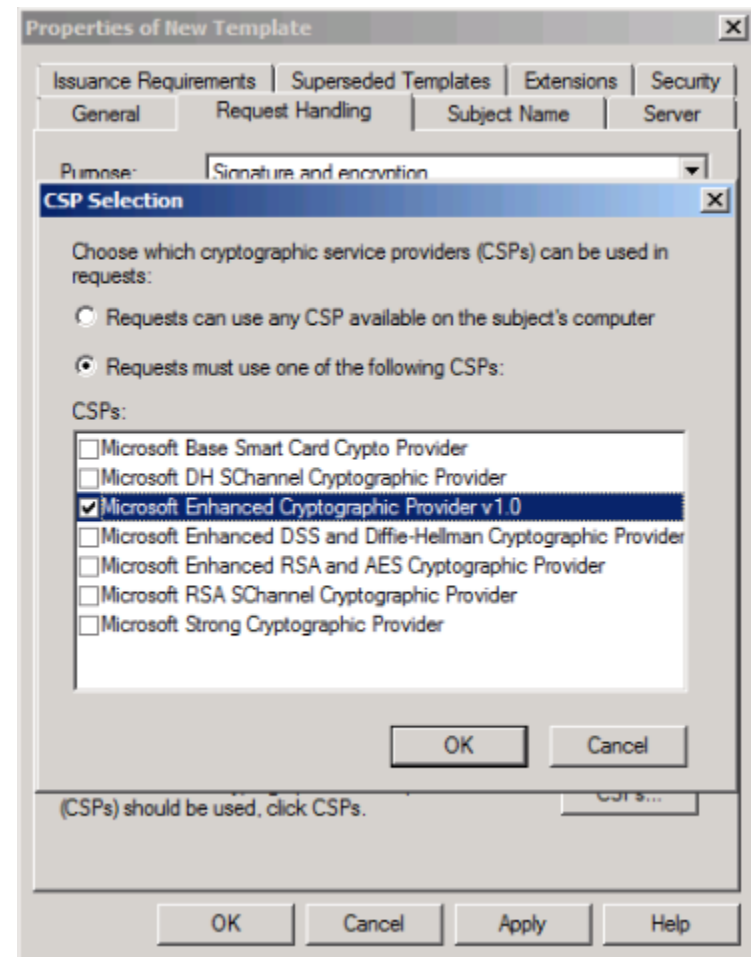 Properties of New Template
Issuance Requirements Superseded Templates Extensions Security
General Request Handling Subject Name Server
Purpose: Signature and encryption
CSP Selection
Choose which cryptographic service providers (CSPs) can be used in
requests:
Requests can use any CSP available on the subject's computer
Requests must use one of the following CSPs:
CSPs:
Microsoft Base Smart Card Crypto Provider
Microsoft DH SChannel Cryptographic Provider
Microsoft Enhanced Cryptographic Provider v1.0
Microsoft Enhanced DSS and Diffie-Hellman Cryptographic Provider
Microsoft Enhanced RSA and AES Cryptographic Provider
Microsoft RSA SChannel Cryptographic Provider
Microsoft Strong Cryptographic Provider
OK Cancel
(CSPs) should be used, click CSPs. CSPs...
OK Cancel Apply Help